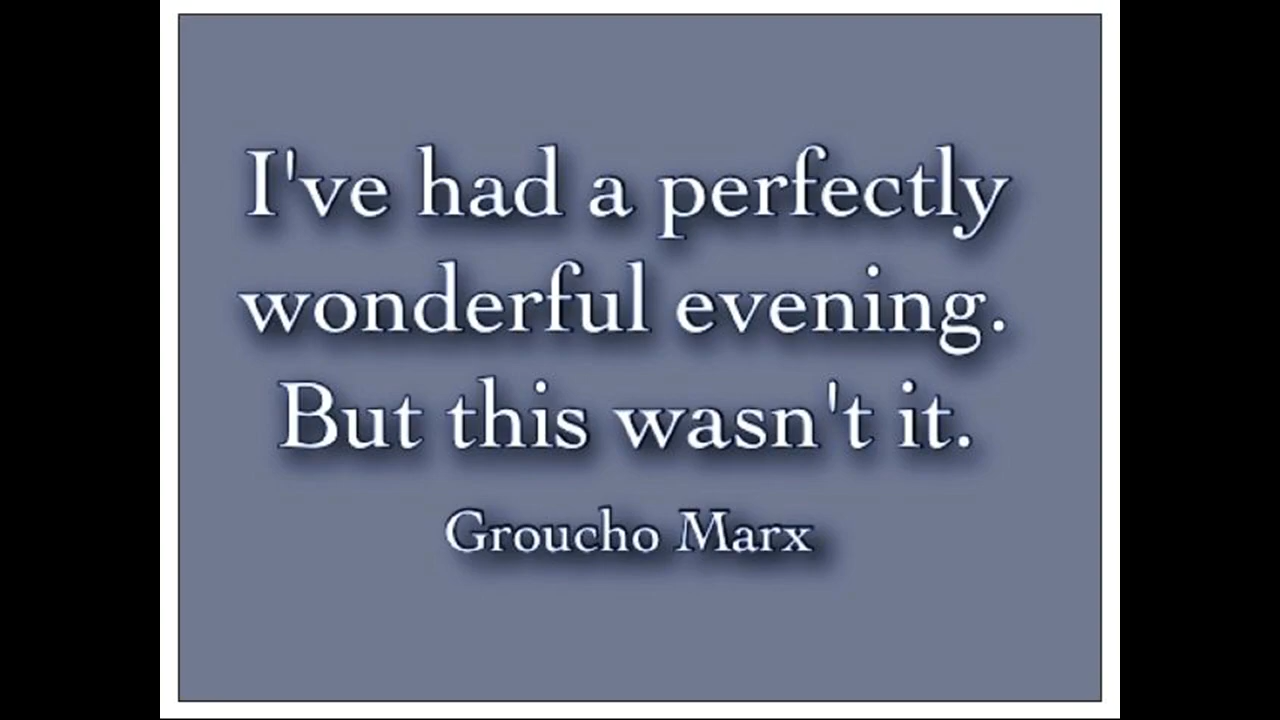 I've had a perfectly
wonderful evening.
But this wasn't it.
Groucho Marx